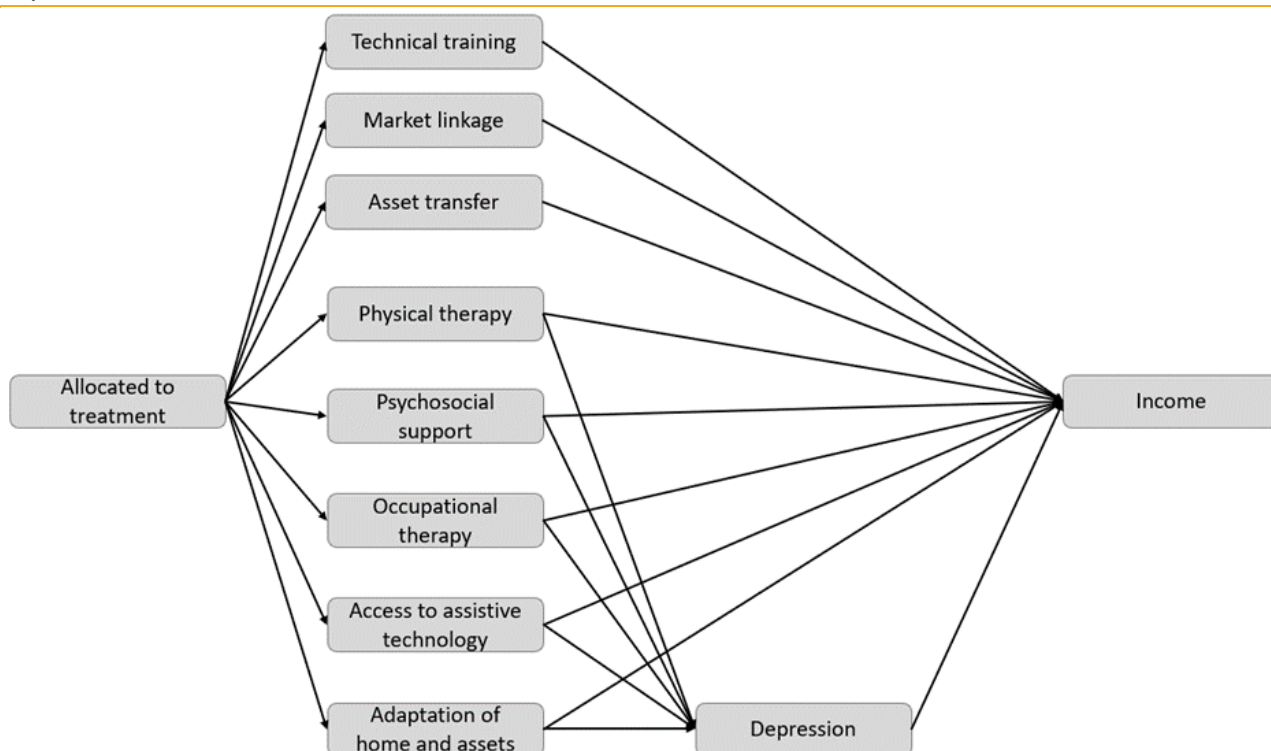 Technical training
Market linkage
Asset transfer
Physical therapy
Allocated to
treatment
Psychosocial
support
Income
Occupational
therapy
Access to assistive
technology
Adaptation of
home and assets
Depression